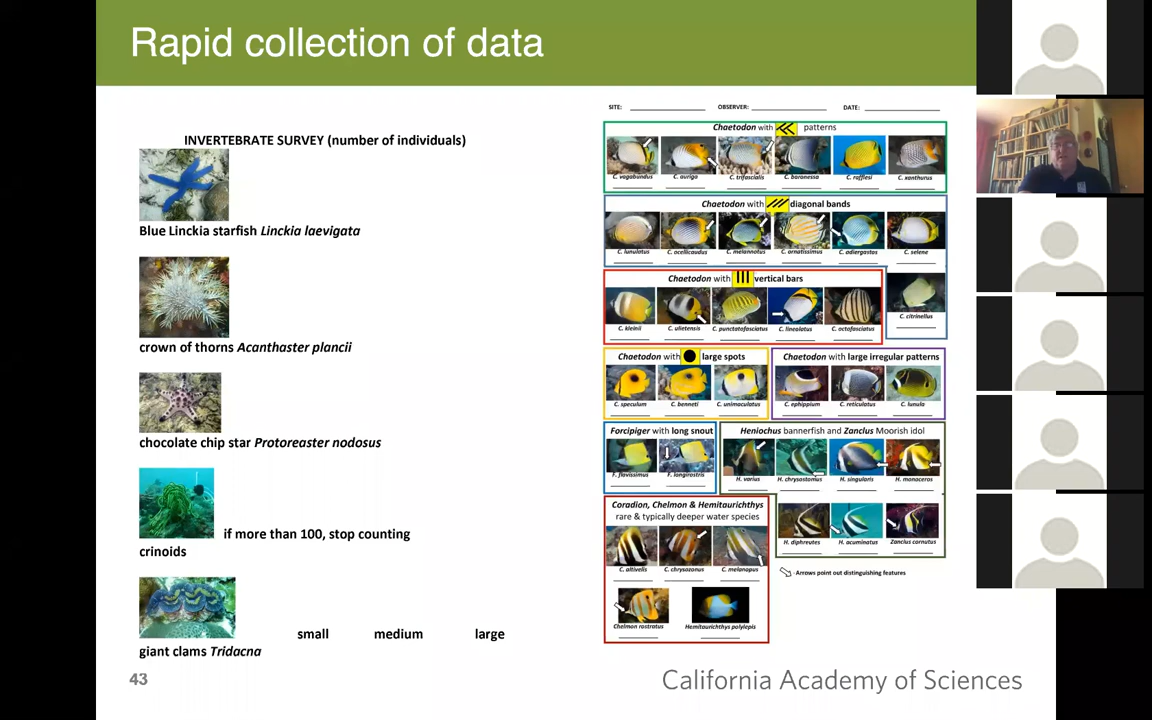 Rapid collection of data
INVERTEBRATE SURVEY (number of individuals)
Blue Linckia starfish Linckia laevigata
crown of thorns Acanthaster plancii
chocolate chip star Protoreaster nodosus
if more than 100, stop counting
crinoids
small medium large
giant clams Tridacna
43
SITE: OBSERVER: DATE:
Chaetodon with patterns
C. vagabundus C. auriga C. trifascialis C. baronessa C. rafflesi C. xanthurus
Chaetodon with diagonal bands
C. lunulatus C. ocellicaudus C. melannotus C. ornatissimus C. adiergastos C. selene
Chaetodon with vertical bars
C. kleinii C. ulietensis C. punctatofasciatus C. lineolatus C. octofasciatus
C. citrinellus
Chaetodon with large spots
C. speculum C. benneti C. unimaculatus
Chaetodon with large irregular patterns
C. ephippium C. reticulatus C. lunula
Forcipiger with long snout
F. flavissimus F. longirostris
Heniochus bannerfish and Zanclus Moorish idol
H. varius H. chrysostomus H. singularis H. monoceros
H. diphreutes H. acuminatus Zanclus cornutus
Coradion, Chelmon & Hemitaurichthys
rare & typically deeper water species
C. altivelis C. chrysozonus C. melanopus
Chelmon rostratus Hemitaurichthys polylepis
- Arrows point out distinguishing features
California Academy of Sciences